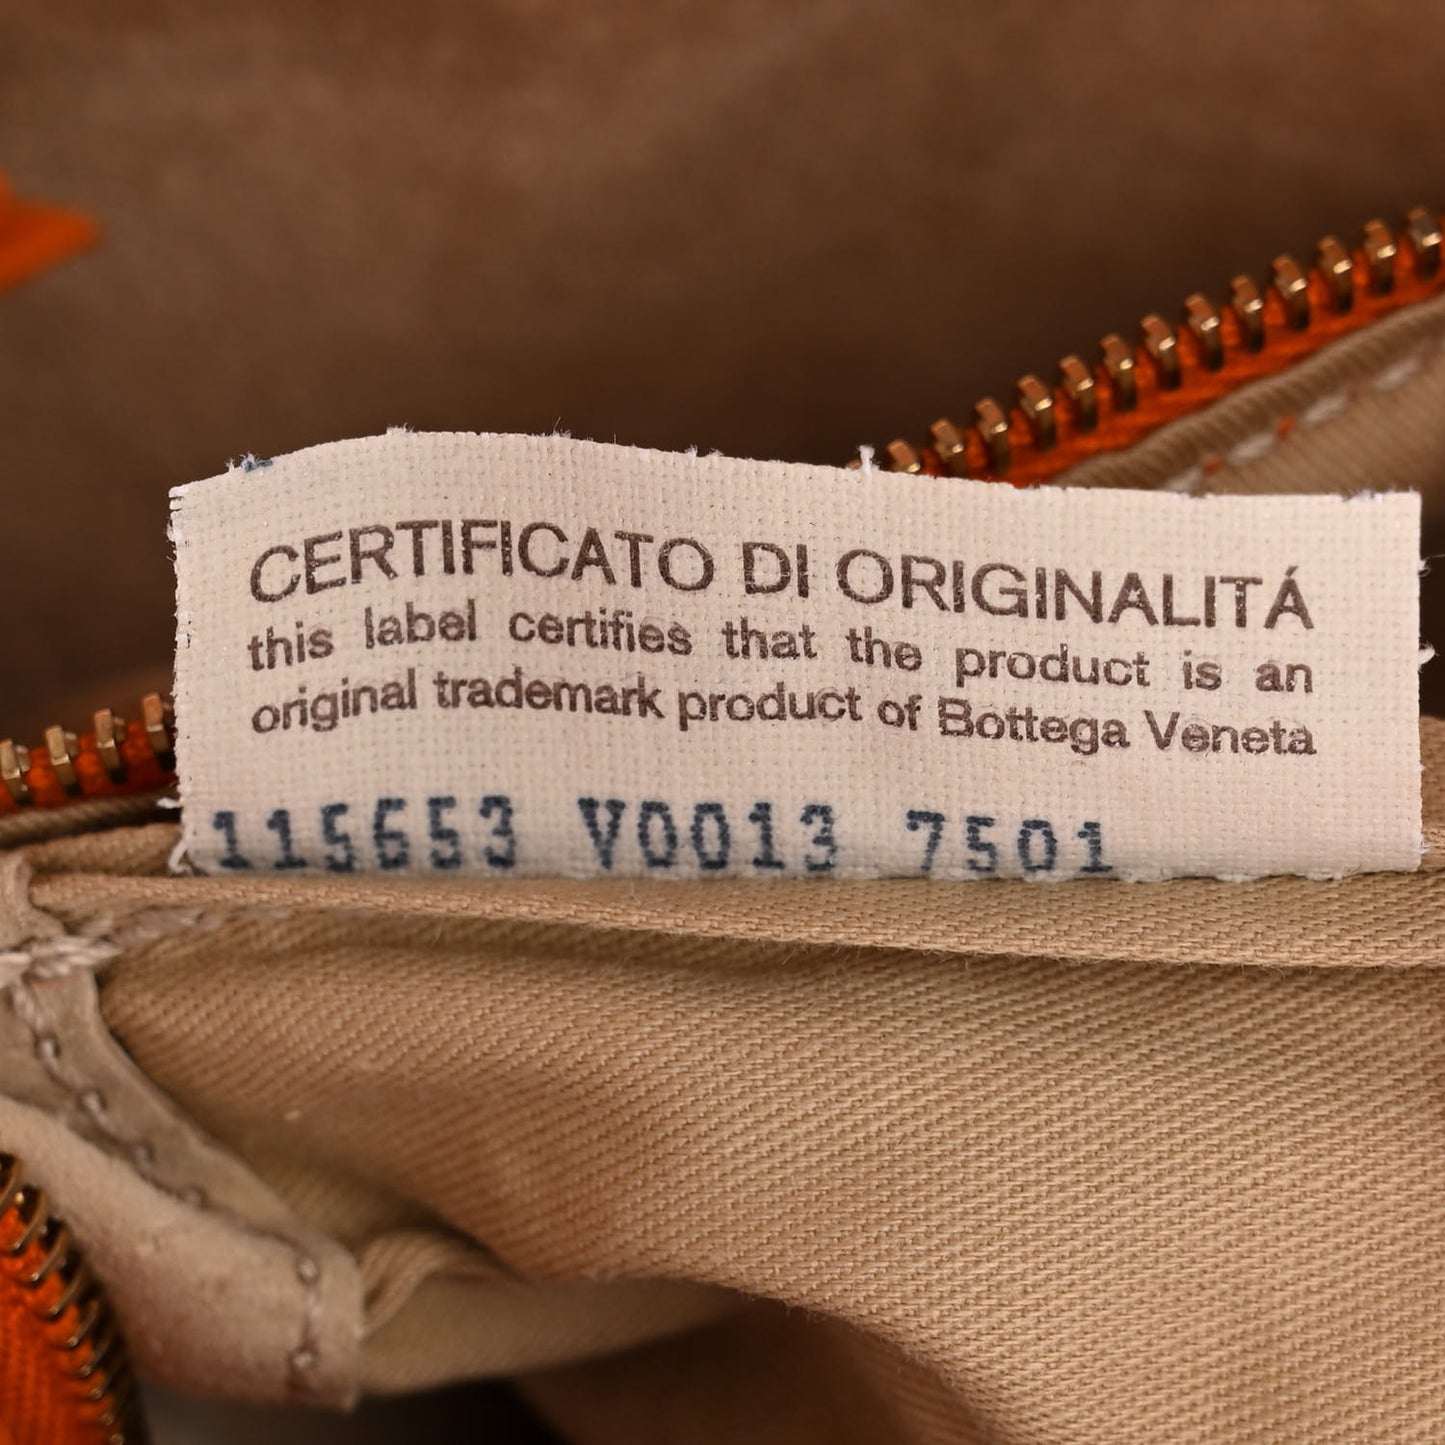 CERTIFICATO DI ORIGINALITÁ
this label certifies that the product is an
original trademark product of Bottega Veneta
115653 V0013 7501